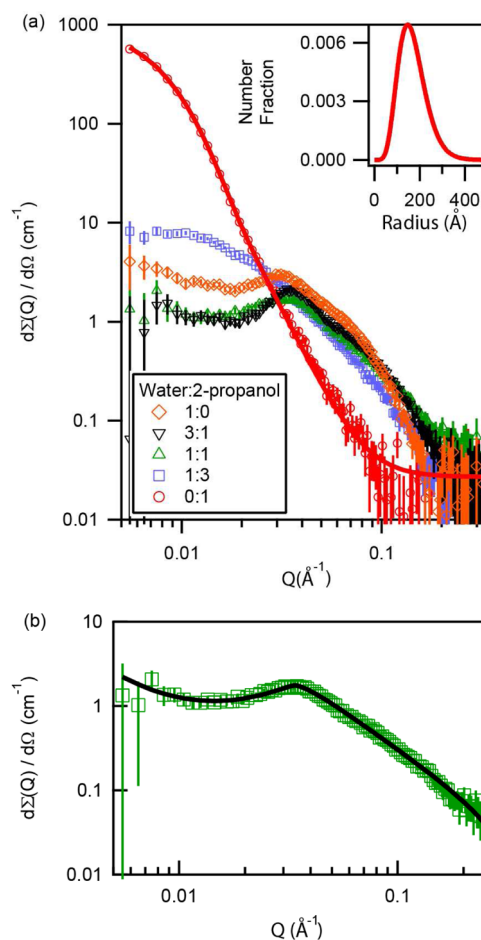 (a)
1000
100
10
1
0.1
0.01
dΣ(Q) / dΩ (cm⁻¹)
Number
Fraction
0.006
0.003
0.000
0 200 400
Radius (Å)
Water:2-propanol
1:0
3:1
1:1
1:3
0:1
0.01 0.1
Q(Å⁻¹)
(b)
10
1
0.1
0.01
dΣ(Q) / dΩ (cm⁻¹)
0.01 0.1
Q (Å⁻¹)